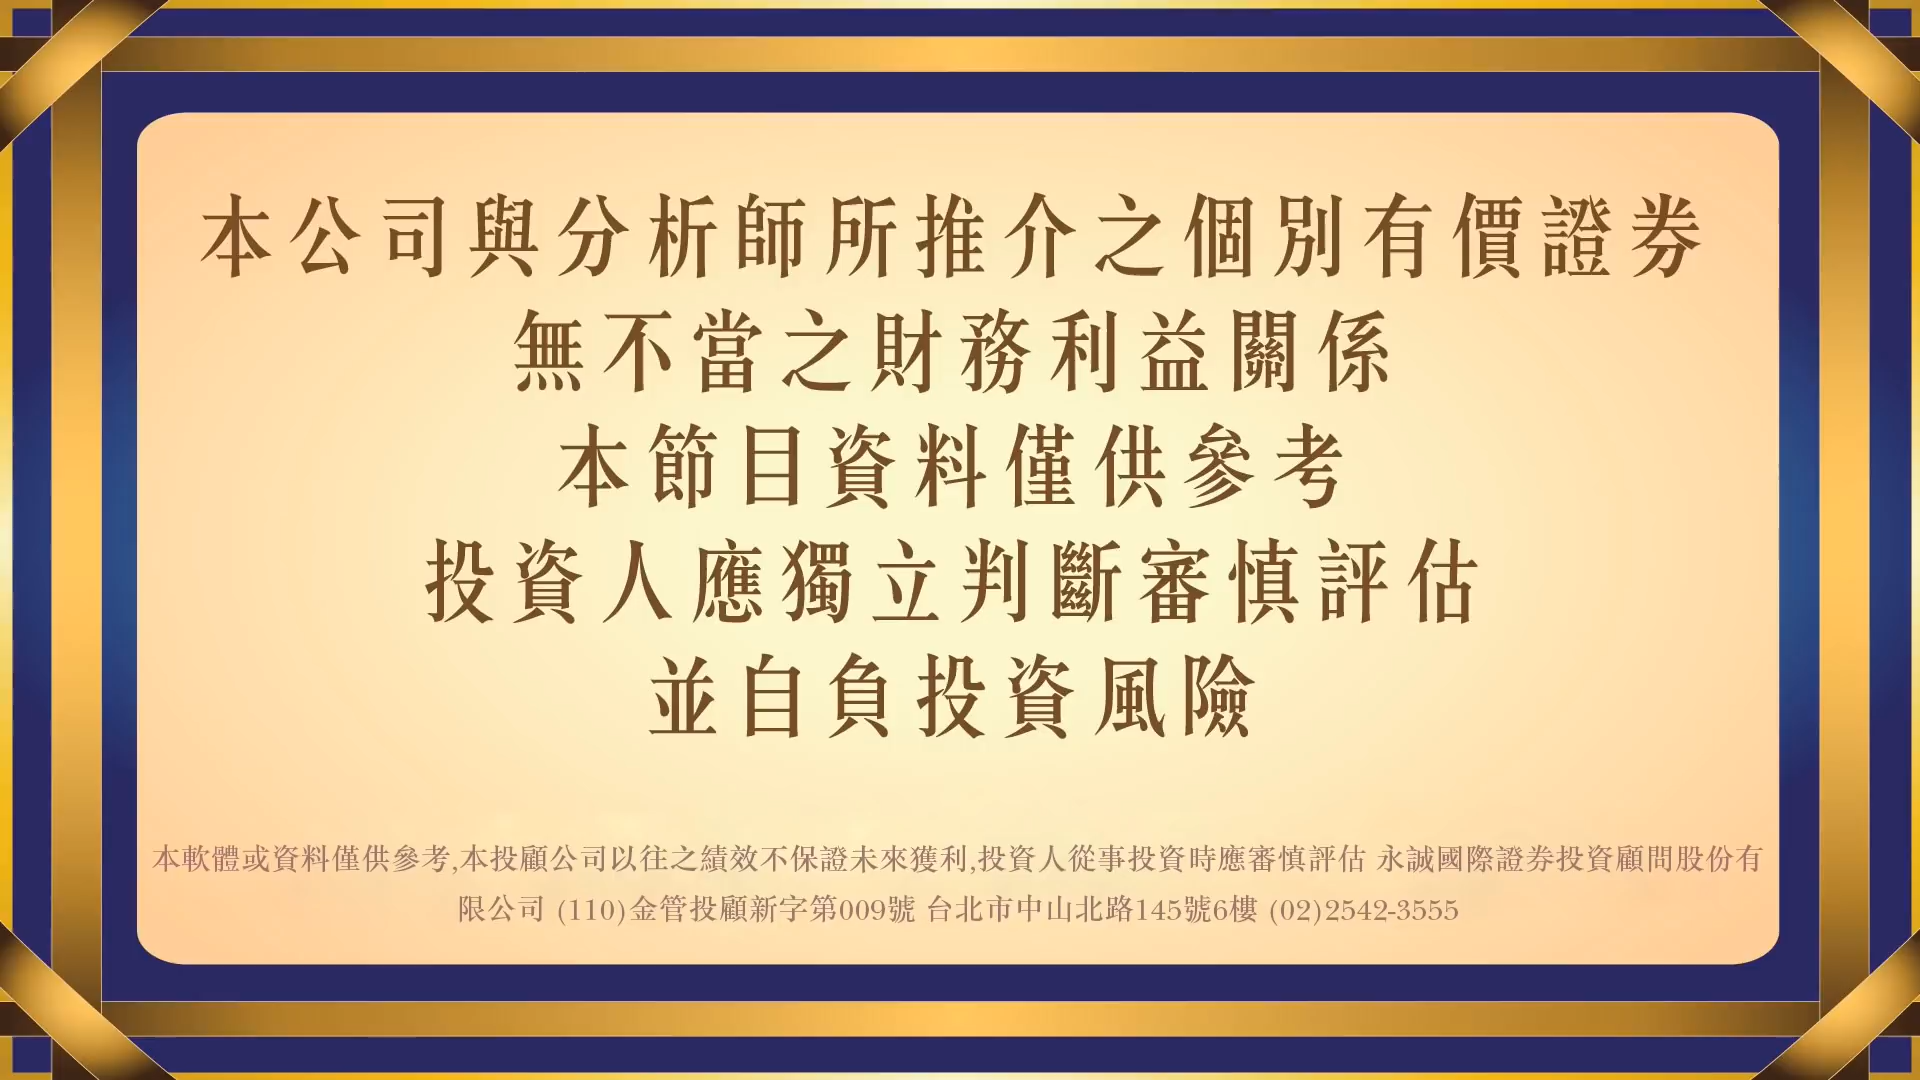 本公司與分析師所推介之個別有價證券
無不當之財務利益關係
本節目資料僅供參考
投資人應獨立判斷審慎評估
並自負投資風險
本軟體或資料僅供參考,本投顧公司以往之績效不保證未來獲利,投資人從事投資時應審慎評估 永誠國際證券投資顧問股份有
限公司 (110)金管投顧新字第009號 台北市中山北路145號6樓 (02)2542-3555